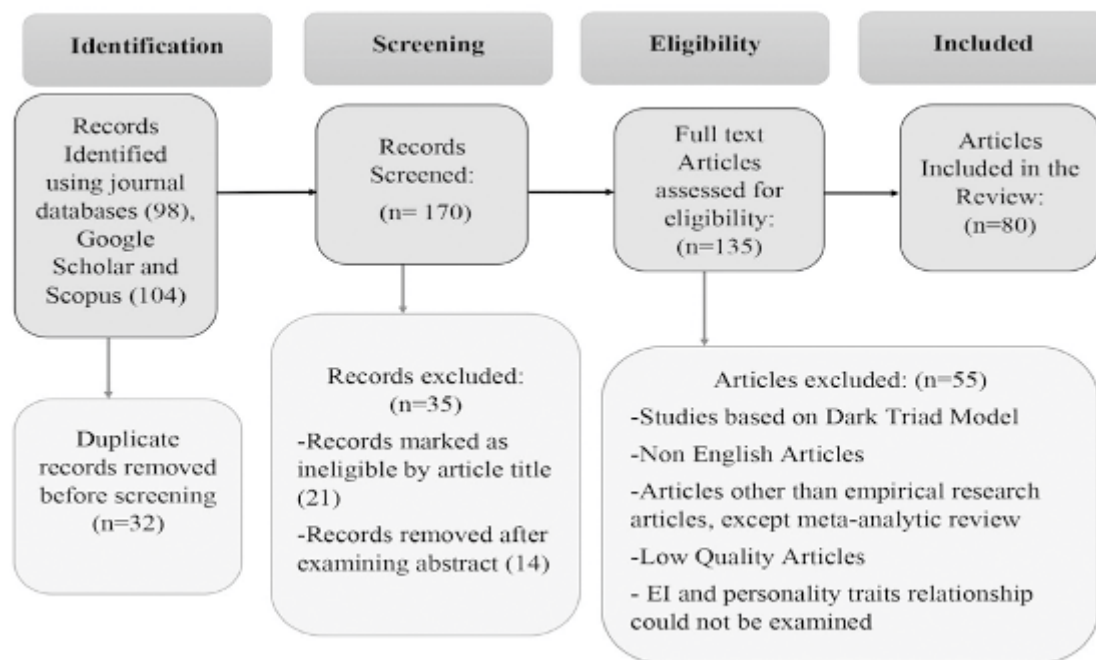 Identification
Screening
Eligibility
Included
Records
Identified
using journal
databases (98),
Google
Scholar and
Scopus (104)
Records
Screened:
(n= 170)
Full text
Articles
assessed for
eligibility:
(n=135)
Articles
Included in the
Review:
(n=80)
Duplicate
records removed
before screening
(n=32)
Records excluded:
(n=35)
-Records marked as
ineligible by article title
(21)
-Records removed after
examining abstract (14)
Articles excluded: (n=55)
-Studies based on Dark Triad Model
-Non English Articles
-Articles other than empirical research
articles, except meta-analytic review
-Low Quality Articles
- EI and personality traits relationship
could not be examined